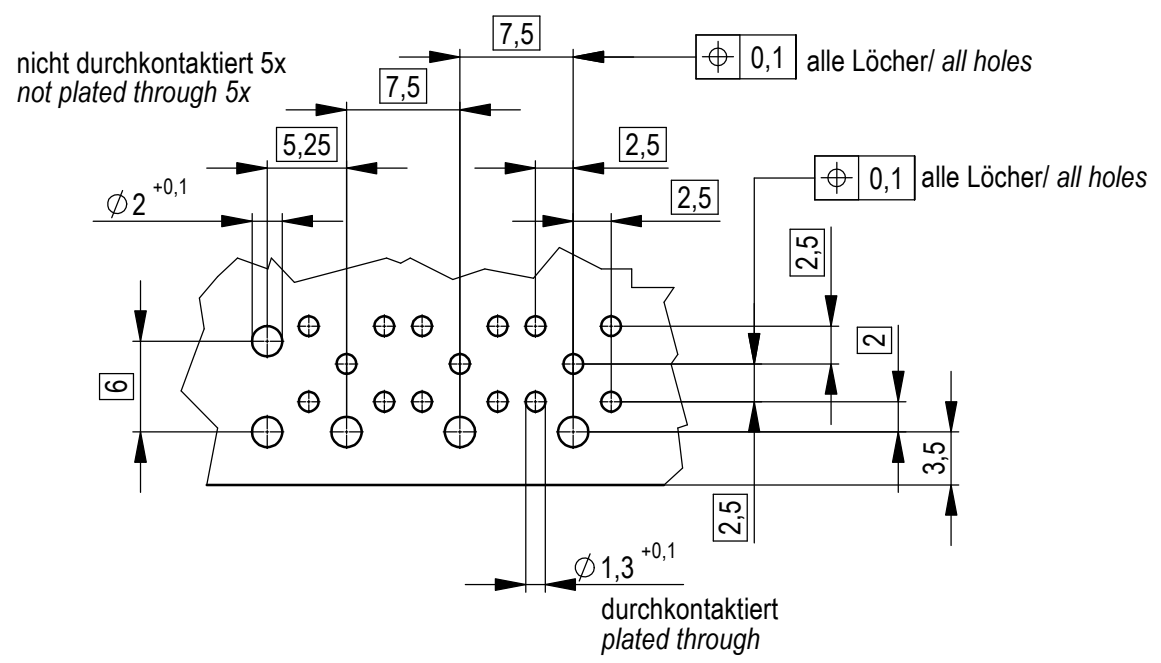 7,5
0,1 alle Löcher/ all holes
nicht durchkontaktiert 5x
not plated through 5x
7,5
5,25
2,5
0,1 alle Löcher/ all holes
2,5
⌀2 +0,1
2,5
2
6
3,5
2,5
⌀1,3 +0,1
durchkontaktiert
plated through